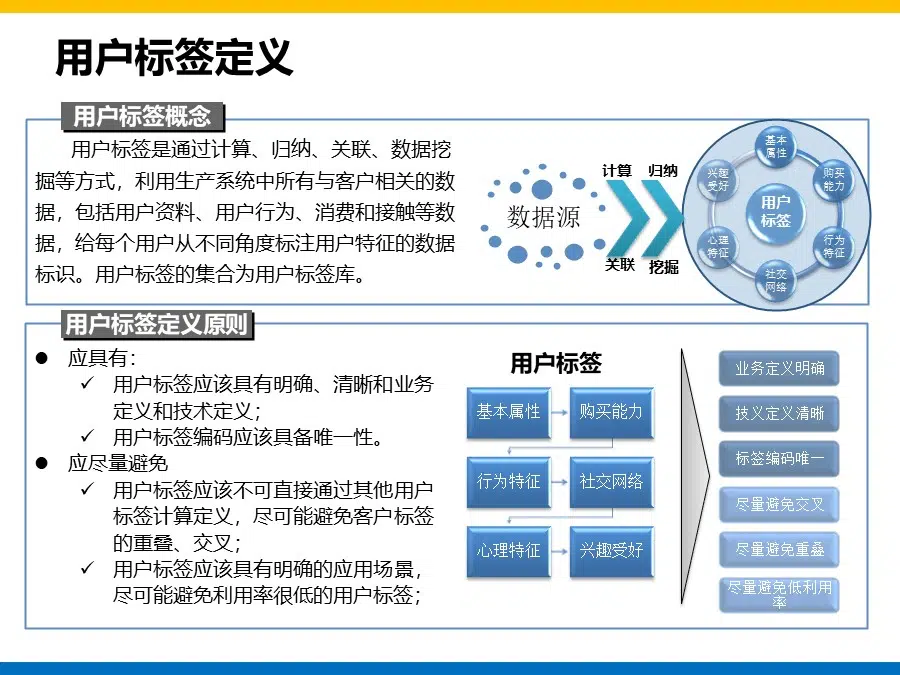 用户标签定义
用户标签概念
用户标签是通过计算、归纳、关联、数据挖
掘等方式，利用生产系统中所有与客户相关的数
据，包括用户资料、用户行为、消费和接触等数
据，给每个用户从不同角度标注用户特征的数据
标识。用户标签的集合为用户标签库。
数据源
计算 归纳
关联 挖掘
用户
标签
基本
属性
购买
能力
行为
特征
社交
网络
心理
特征
兴趣
爱好
用户标签定义原则
● 应具有：
✓ 用户标签应该具有明确、清晰和业务
定义和技术定义；
✓ 用户标签编码应该具备唯一性。
● 应尽量避免
✓ 用户标签应该不可直接通过其他用户
标签计算定义，尽可能避免客户标签
的重叠、交叉；
✓ 用户标签应该具有明确的应用场景，
尽可能避免利用率很低的用户标签；
用户标签
基本属性
购买能力
行为特征
社交网络
心理特征
兴趣爱好
业务定义明确
技义定义清晰
标签编码唯一
尽量避免交叉
尽量避免重叠
尽量避免低利用
率